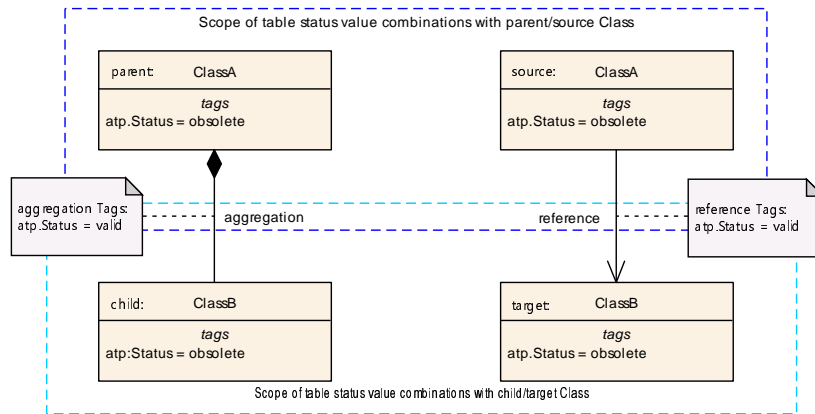 Scope of table status value combinations with parent/source Class
parent: ClassA
tags
atp.Status = obsolete
source: ClassA
tags
atp.Status = obsolete
aggregation Tags:
atp.Status = valid
aggregation
reference
reference Tags:
atp.Status = valid
child: ClassB
tags
atp:Status = obsolete
target: ClassB
tags
atp.Status = obsolete
Scope of table status value combinations with child/target Class